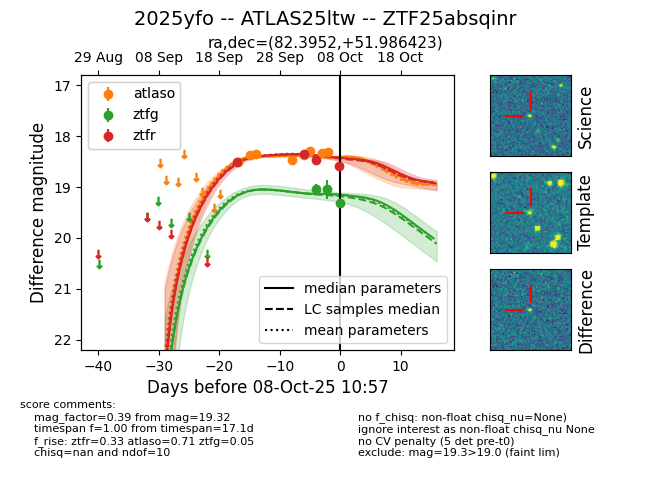 2025yfo -- ATLAS25ltw -- ZTF25absqinr
ra,dec=(82.3952,+51.986423)
29 Aug 08 Sep 18 Sep 28 Sep 08 Oct 18 Oct
atlaso
ztfg
ztfr
17
18
19
20
21
22
Difference magnitude
median parameters
LC samples median
mean parameters
−40 −30 −20 −10 0 10
Days before 08-Oct-25 10:57
Science
Template
Difference
score comments:
mag_factor=0.39 from mag=19.32
timespan f=1.00 from timespan=17.1d
f_rise: ztfr=0.33 atlaso=0.71 ztfg=0.05
chisq=nan and ndof=10
no f_chisq: non-float chisq_nu=None)
ignore interest as non-float chisq_nu None
no CV penalty (5 det pre-t0)
exclude: mag=19.3>19.0 (faint lim)